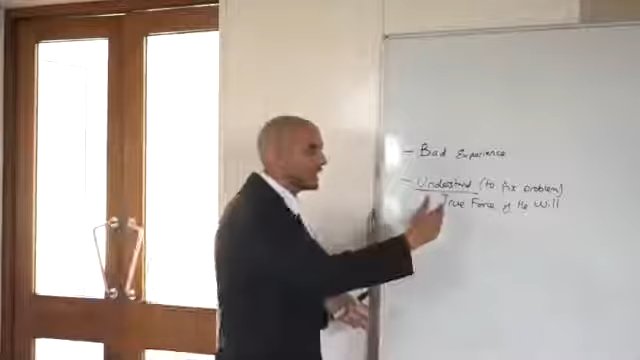 - Bad Experience
- Understand (to fix problem)
True Force of the Will